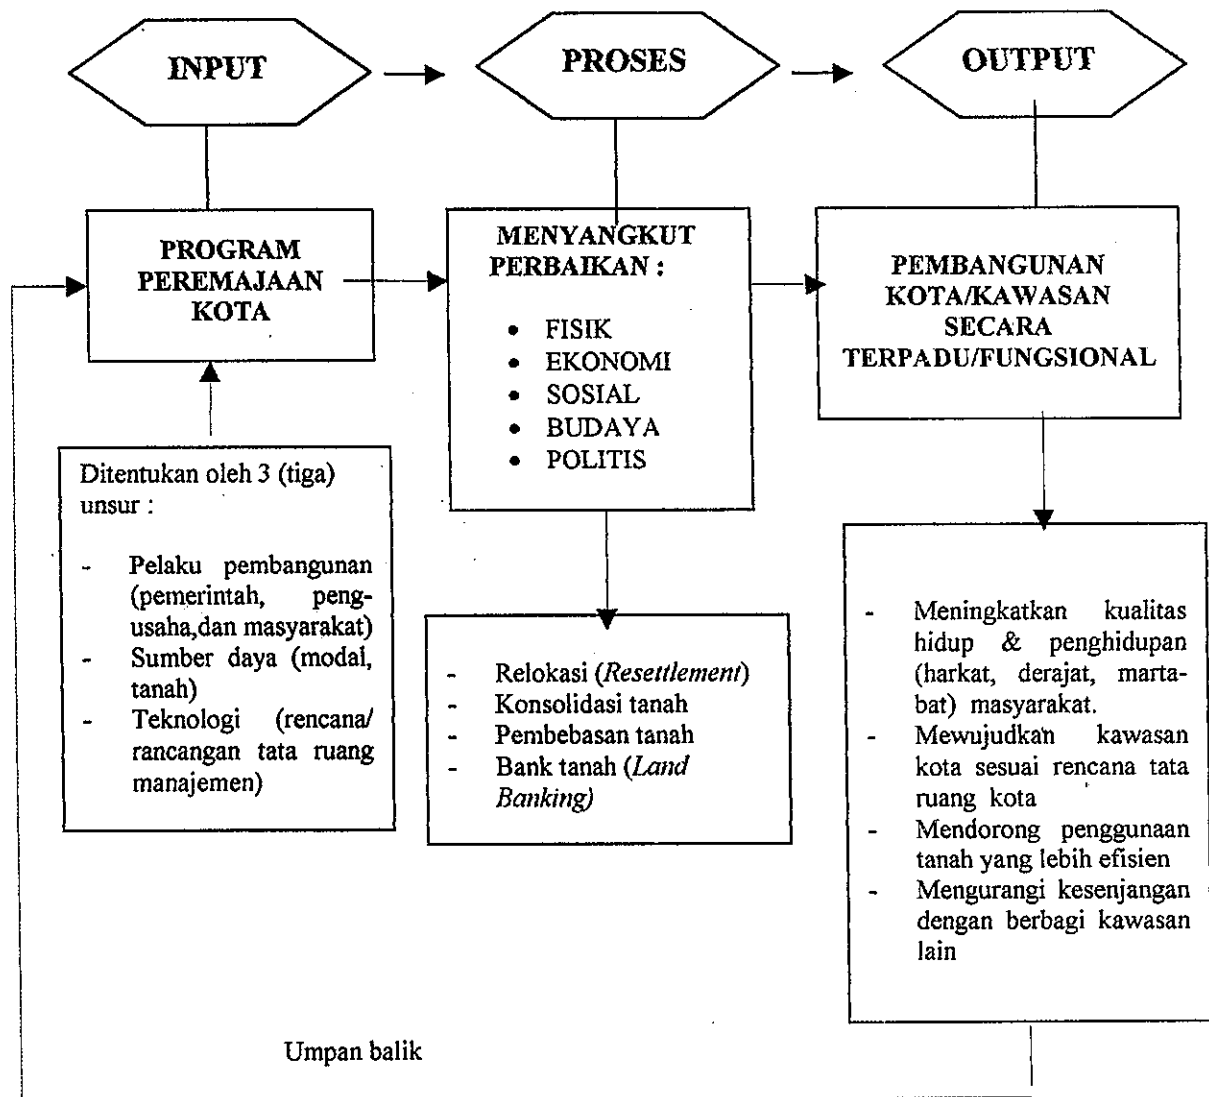 INPUT
PROSES
OUTPUT
PROGRAM
PEREMAJAAN
KOTA
MENYANGKUT
PERBAIKAN :
• FISIK
• EKONOMI
• SOSIAL
• BUDAYA
• POLITIS
PEMBANGUNAN
KOTA/KAWASAN
SECARA
TERPADU/FUNGSIONAL
Ditentukan oleh 3 (tiga)
unsur :
- Pelaku pembangunan
(pemerintah, peng-
usaha,dan masyarakat)
- Sumber daya (modal,
tanah)
- Teknologi (rencana/
rancangan tata ruang
manajemen)
- Relokasi (Resettlement)
- Konsolidasi tanah
- Pembebasan tanah
- Bank tanah (Land
Banking)
- Meningkatkan kualitas
hidup & penghidupan
(harkat, derajat, marta-
bat) masyarakat.
- Mewujudkan kawasan
kota sesuai rencana tata
ruang kota
- Mendorong penggunaan
tanah yang lebih efisien
- Mengurangi kesenjangan
dengan berbagi kawasan
lain
Umpan balik